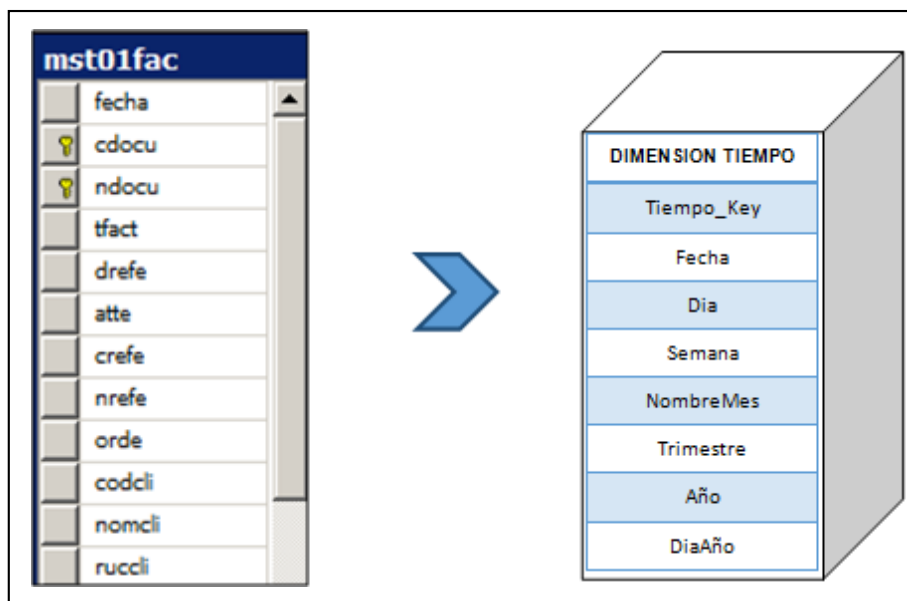 mst01fac
fecha
cdocu
ndocu
tfact
drefe
atte
crefe
nrefe
orde
codcli
nomcli
ruccli
DIMENSION TIEMPO
Tiempo_Key
Fecha
Dia
Semana
NombreMes
Trimestre
Año
DiaAño